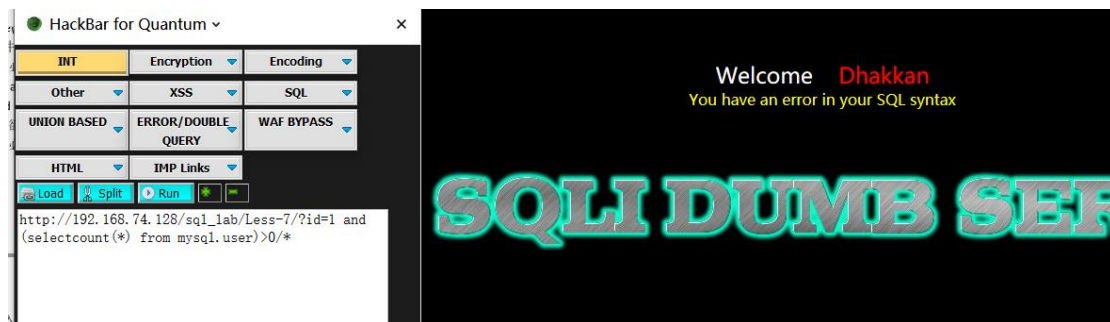 HackBar for Quantum
INT Encryption Encoding
Other XSS SQL
UNION BASED ERROR/DOUBLE QUERY WAF BYPASS
HTML IMP Links
Load Split Run
http://192.168.74.128/sql_lab/Less-7/?id=1 and
(selectcount(*) from mysql.user)>0/*
Welcome Dhakkan
You have an error in your SQL syntax
SQLI DUMB SER